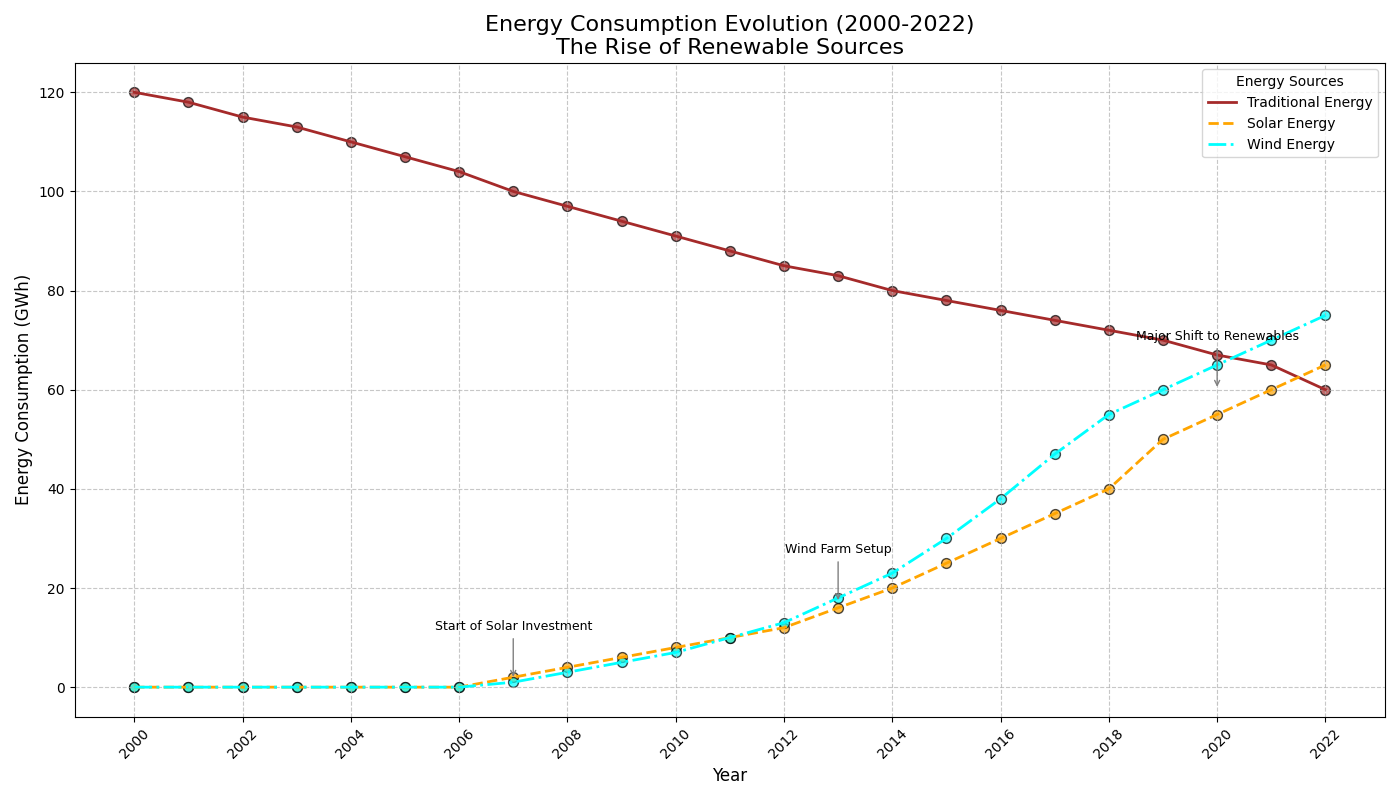 Energy Consumption Evolution (2000-2022)
The Rise of Renewable Sources
Energy Sources
Traditional Energy
Solar Energy
Wind Energy
Energy Consumption (GWh)
120
100
80
60
40
20
0
Major Shift to Renewables
Wind Farm Setup
Start of Solar Investment
2000
2002
2004
2006
2008
2010
2012
2014
2016
2018
2020
2022
Year